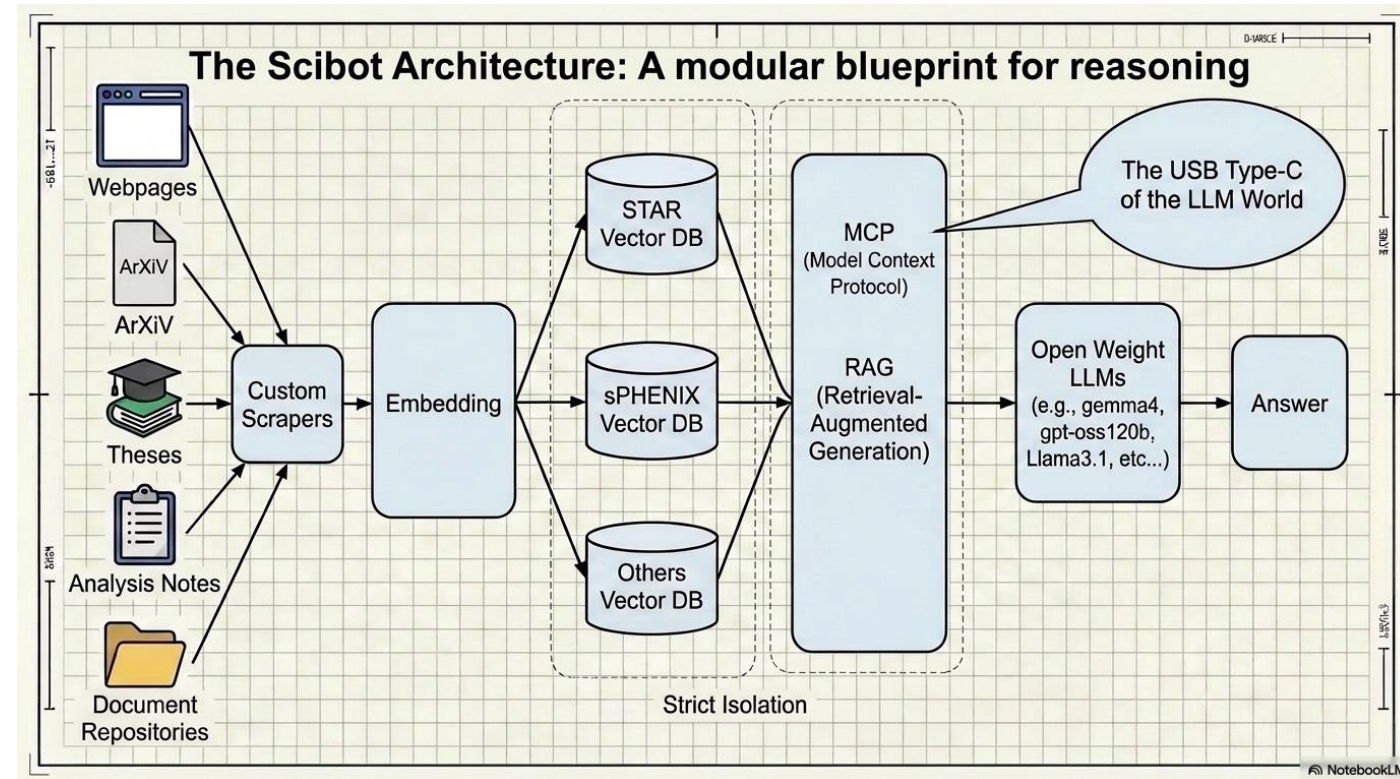 The Scibot Architecture: A modular blueprint for reasoning
Webpages
ArXiV
ArXiV
Theses
Analysis Notes
Document
Repositories
Custom
Scrapers
Embedding
STAR
Vector DB
sPHENIX
Vector DB
Others
Vector DB
Strict Isolation
MCP
(Model Context
Protocol)
RAG
(Retrieval-
Augmented
Generation)
The USB Type-C
of the LLM World
Open Weight
LLMs
(e.g., gemma4,
gpt-oss120b,
Llama3.1, etc...)
Answer